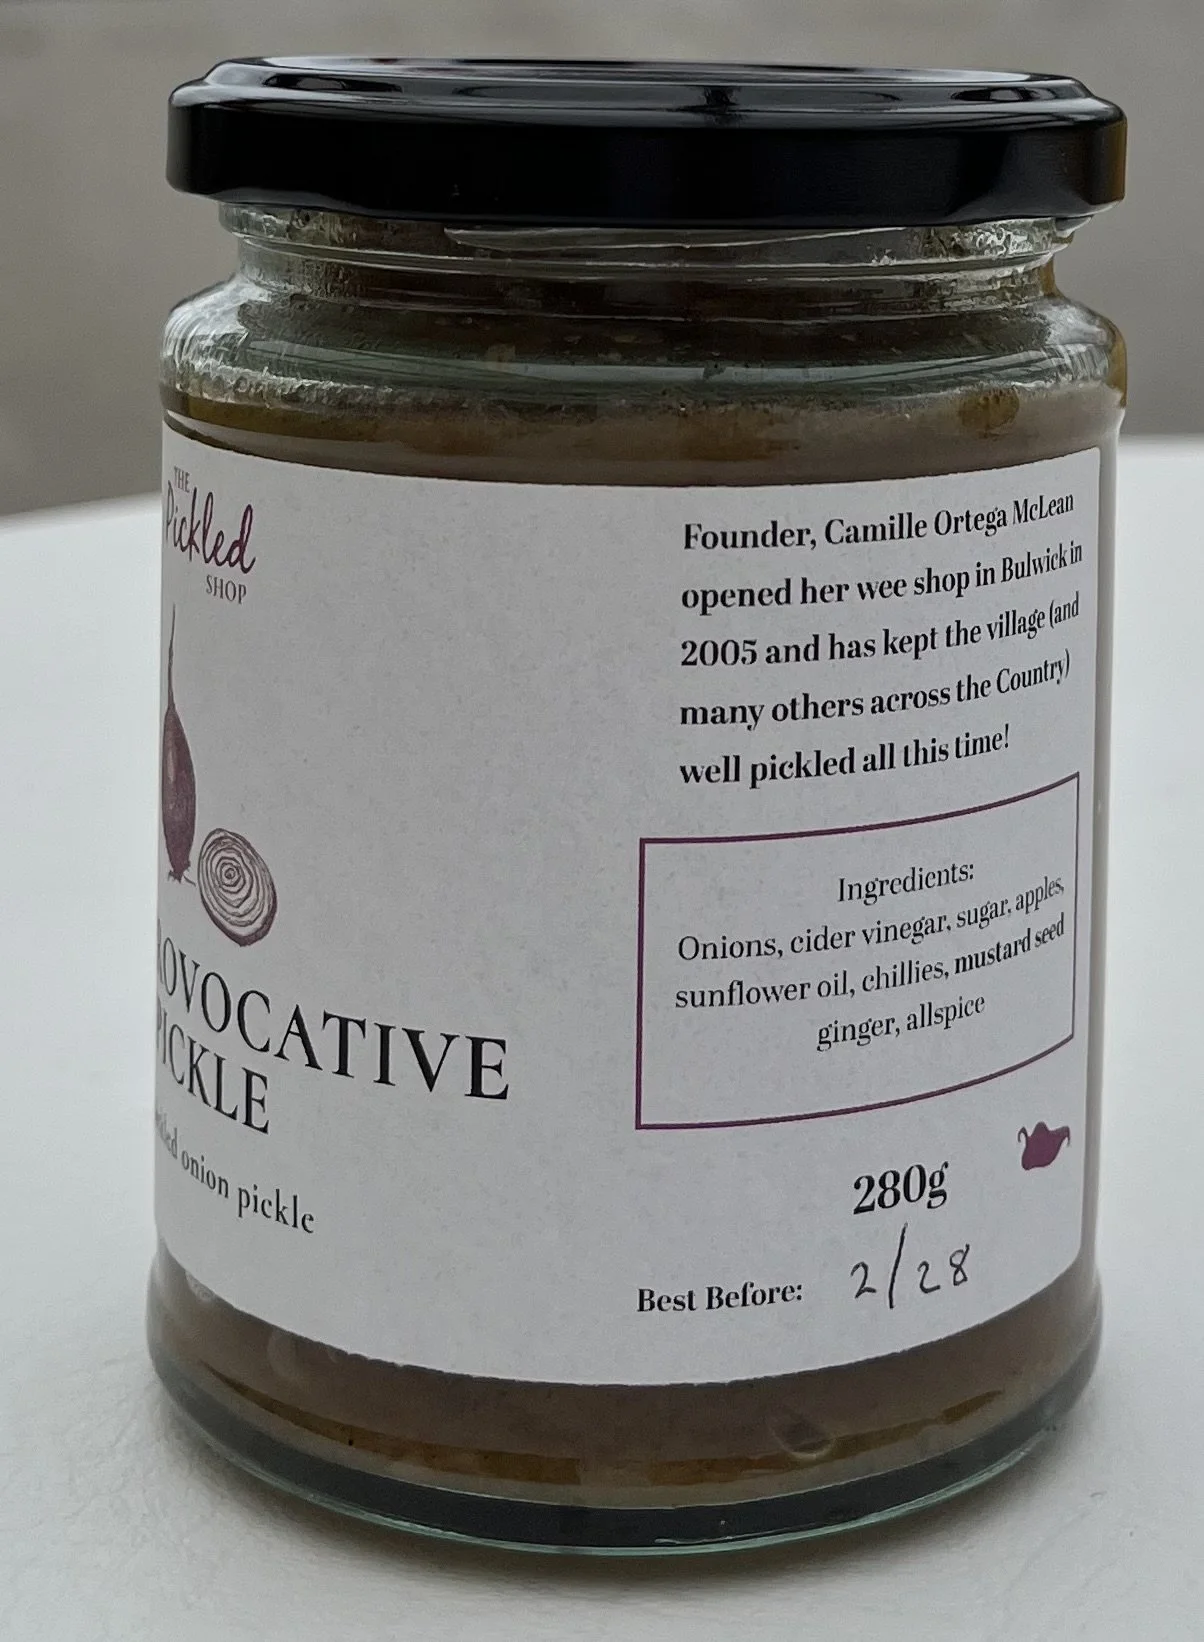 THE
Pickled
SHOP
OVOCATIVE
ICKLE
onion pickle
Founder, Camille Ortega McLean
opened her wee shop in Bulwick in
2005 and has kept the village (and
many others across the Country)
well pickled all this time!
Ingredients:
Onions, cider vinegar, sugar, apples,
sunflower oil, chillies, mustard seed
ginger, allspice
280g
Best Before: 2/28